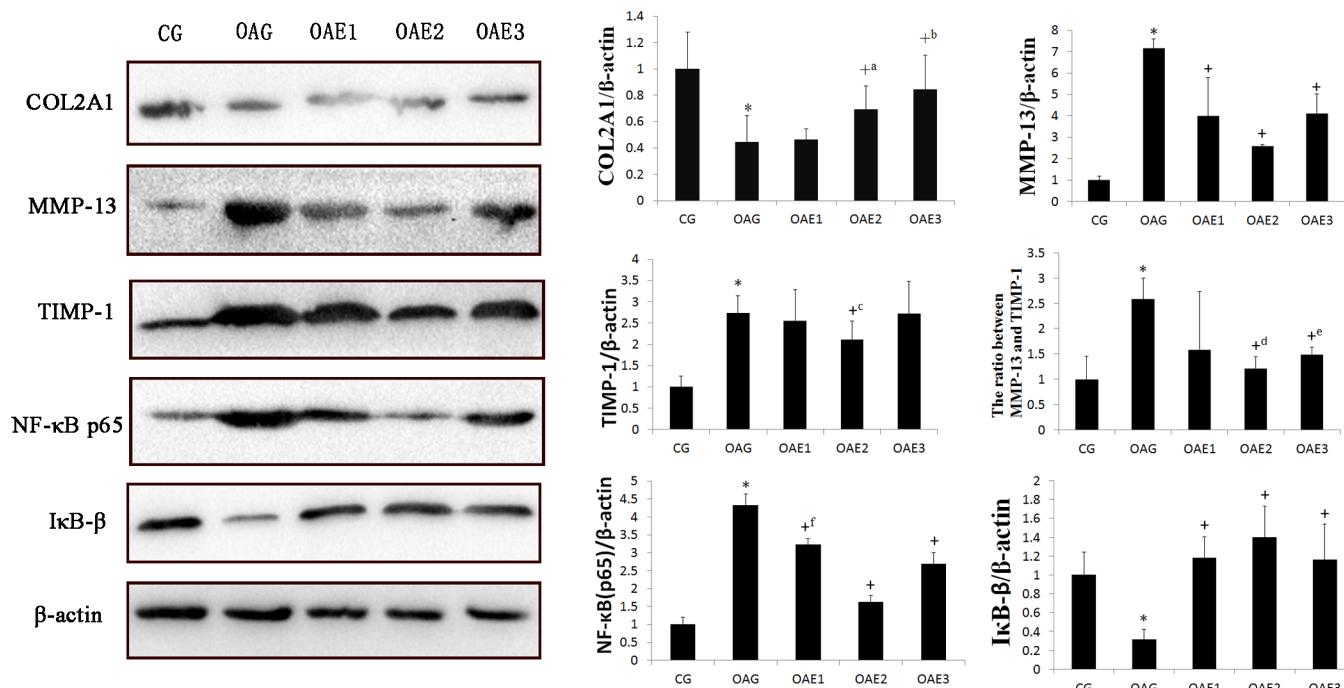 CG OAG OAE1 OAE2 OAE3
COL2A1
MMP-13
TIMP-1
NF-κB p65
IκB-β
β-actin
COL2A1/β-actin
1.4
1.2
1
0.8
0.6
0.4
0.2
0
*
+a
+b
CG OAG OAE1 OAE2 OAE3
MMP-13/β-actin
8
7
6
5
4
3
2
1
0
*
+
+
+
CG OAG OAE1 OAE2 OAE3
TIMP-1/β-actin
4
3.5
3
2.5
2
1.5
1
0.5
0
*
+c
CG OAG OAE1 OAE2 OAE3
The ratio between
MMP-13 and TIMP-1
3.5
3
2.5
2
1.5
1
0.5
0
*
+d
+e
CG OAG OAE1 OAE2 OAE3
NF-κB(p65)/β-actin
5
4.5
4
3.5
3
2.5
2
1.5
1
0.5
0
*
+f
+
+
CG OAG OAE1 OAE2 OAE3
IκB-β/β-actin
2
1.8
1.6
1.4
1.2
1
0.8
0.6
0.4
0.2
0
*
+
+
+
CG OAG OAE1 OAE2 OAE3